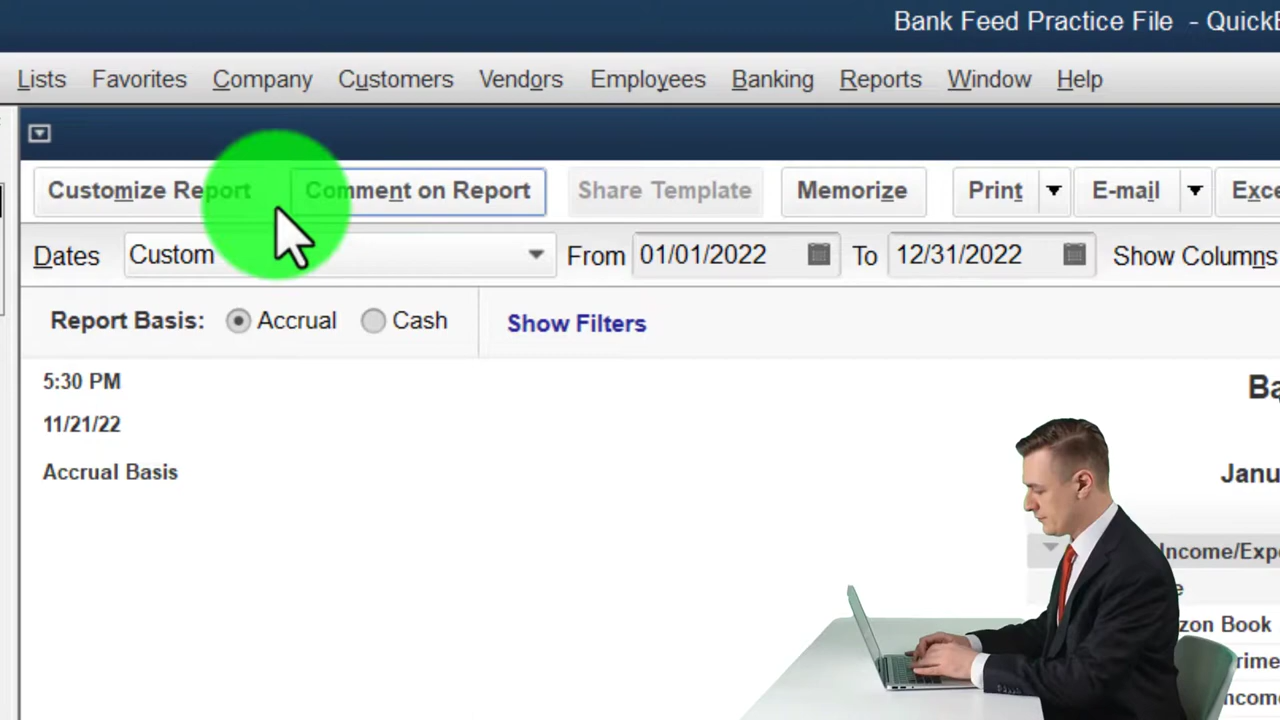 Bank Feed Practice File - QuickB
Lists Favorites Company Customers Vendors Employees Banking Reports Window Help
Customize Report Comment on Report Share Template Memorize Print E-mail Exce
Dates Custom From 01/01/2022 To 12/31/2022 Show Columns
Report Basis: Accrual Cash Show Filters
5:30 PM
Ba
11/21/22
Accrual Basis
Janu
Income/Expe
e
zon Book
rime
ncome